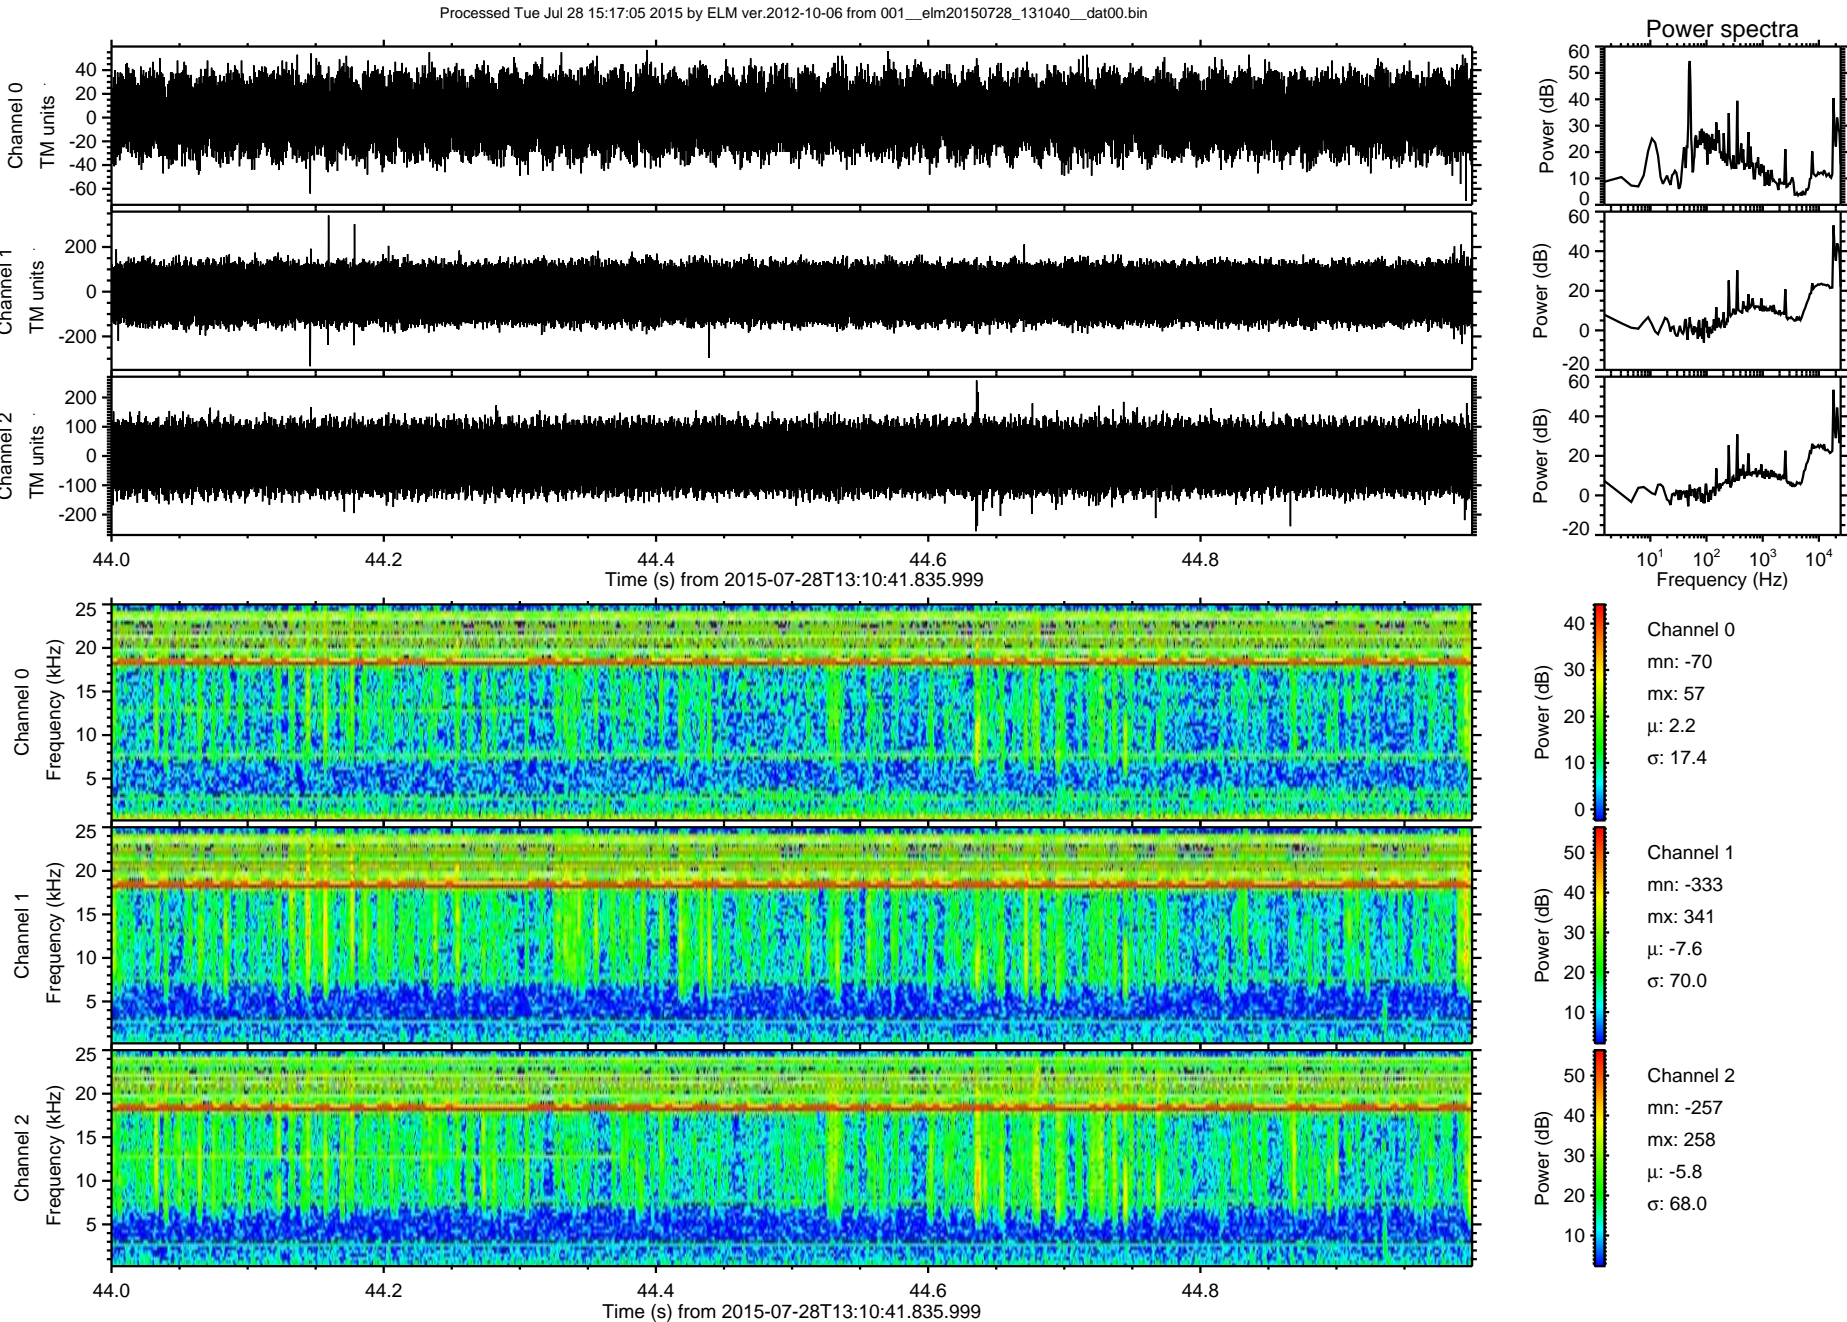 Processed Tue Jul 28 15:17:05 2015 by ELM ver.2012-10-06 from 001__elm20150728_131040__dat00.bin
Power spectra
Channel 0
TM units
40
20
0
-20
-40
-60
Power (dB)
60
50
40
30
20
10
0
Channel 1
TM units
200
0
-200
Power (dB)
60
40
20
0
-20
Channel 2
TM units
200
100
0
-100
-200
Power (dB)
60
40
20
0
-20
44.0 44.2 44.4 44.6 44.8
Time (s) from 2015-07-28T13:10:41.835.999
10^1 10^2 10^3 10^4
Frequency (Hz)
Channel 0
Frequency (kHz)
25
20
15
10
5
Power (dB)
40
30
20
10
0
Channel 0
mn: -70
mx: 57
μ: 2.2
σ: 17.4
Channel 1
Frequency (kHz)
25
20
15
10
5
Power (dB)
50
40
30
20
10
Channel 1
mn: -333
mx: 341
μ: -7.6
σ: 70.0
Channel 2
Frequency (kHz)
25
20
15
10
5
Power (dB)
50
40
30
20
10
Channel 2
mn: -257
mx: 258
μ: -5.8
σ: 68.0
44.0 44.2 44.4 44.6 44.8
Time (s) from 2015-07-28T13:10:41.835.999